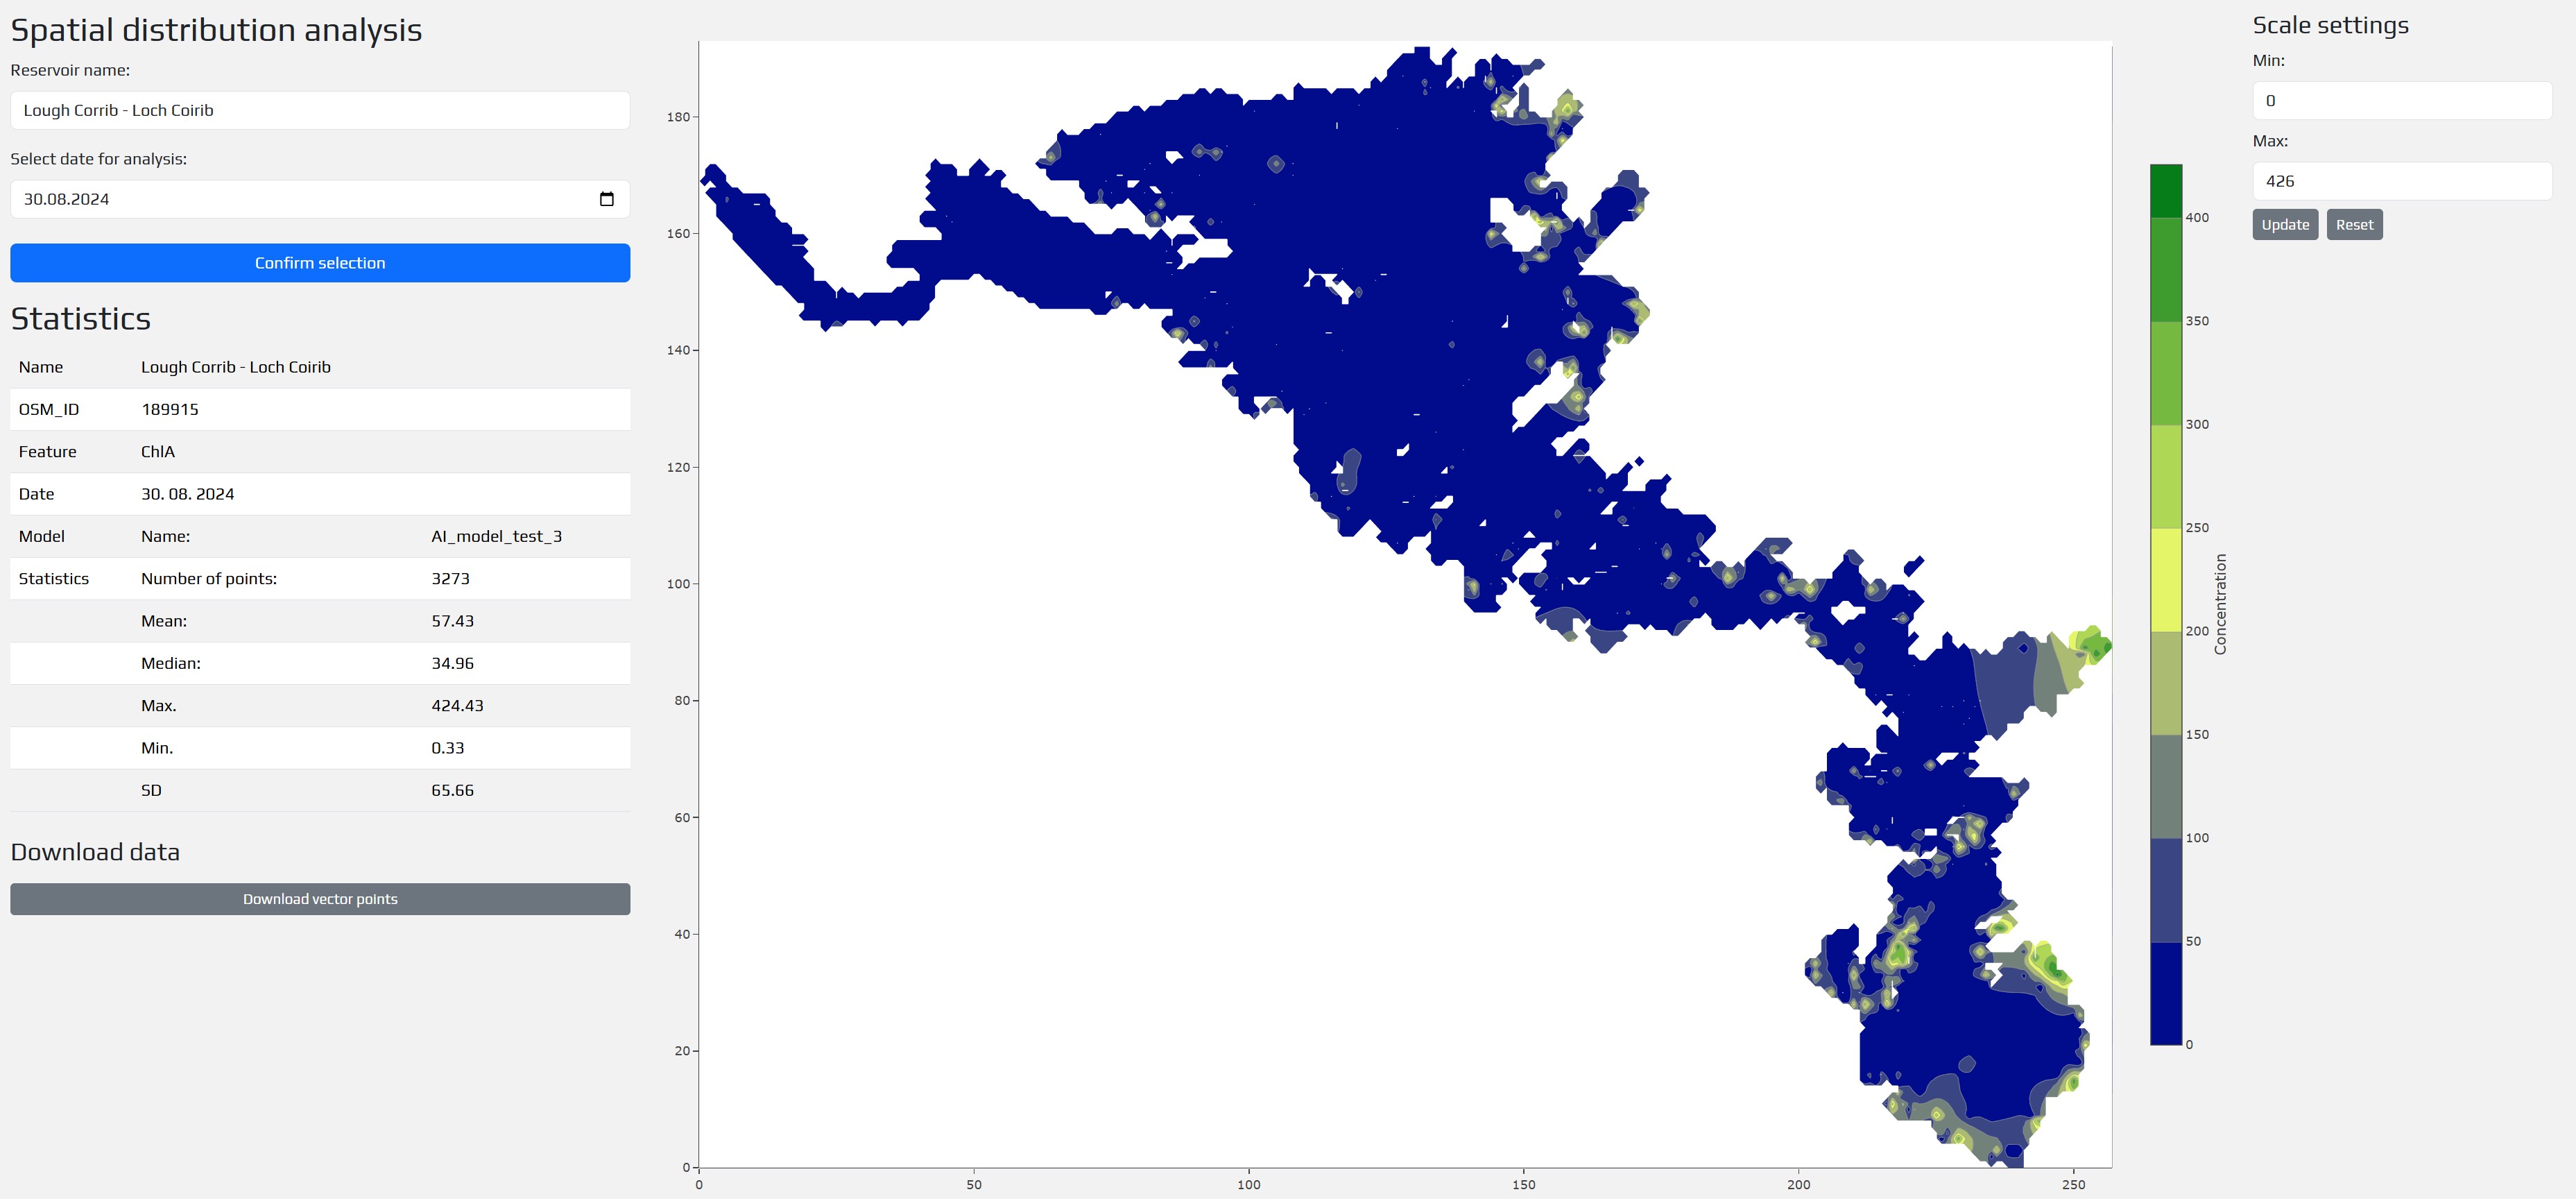 Spatial distribution analysis
Reservoir name:
Lough Corrib - Loch Coirib
Select date for analysis:
30.08.2024
Confirm selection
Statistics
Name Lough Corrib - Loch Coirib
OSM_ID 189915
Feature ChlA
Date 30. 08. 2024
Model Name: AI_model_test_3
Statistics Number of points: 3273
Mean: 57.43
Median: 34.96
Max. 424.43
Min. 0.33
SD 65.66
Download data
Download vector points
180
160
140
120
100
80
60
40
20
0
0 50 100 150 200 250
400
350
300
250
200
150
100
50
0
Concentration
Scale settings
Min:
0
Max:
426
Update Reset